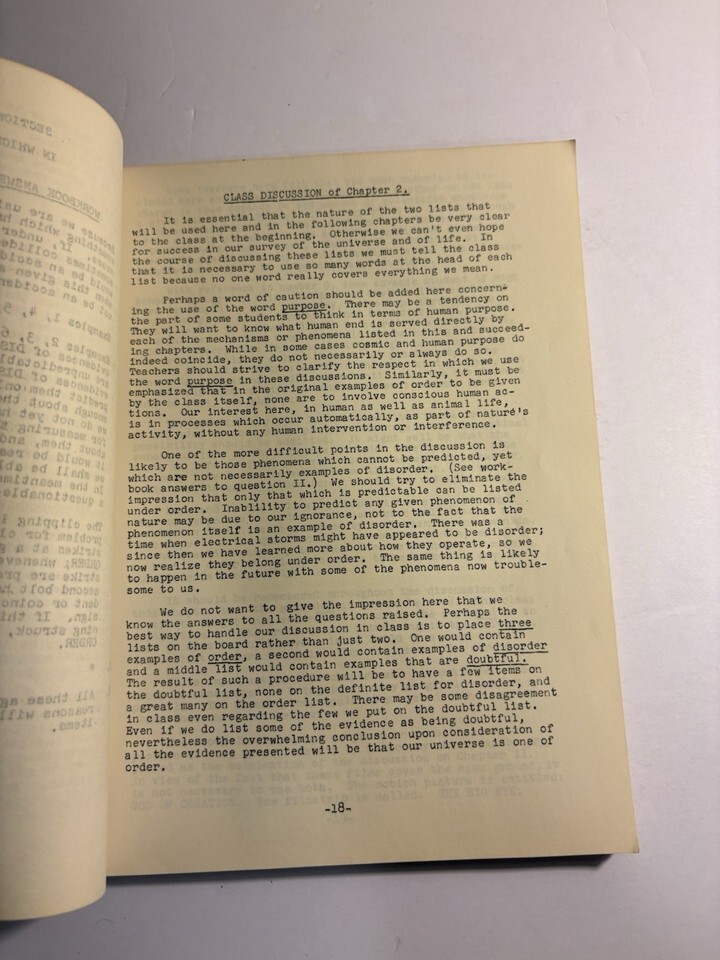 CLASS DISCUSSION of Chapter 2.
It is essential that the nature of the two lists that
will be used here and in the following chapters be very clear
to the class at the beginning. Otherwise we can't even hope
for success in our survey of the universe and of life. In
the course of discussing these lists we must tell the class
that it is necessary to use so many words at the head of each
list because no one word really covers everything we mean.
Perhaps a word of caution should be added here concern-
ing the use of the word purpose. There may be a tendency on
the part of some students to think in terms of human purpose.
They will want to know what human end is served directly by
each of the mechanisms or phenomena listed in this and succeed-
ing chapters. While in some cases cosmic and human purpose do
indeed coincide, they do not necessarily or always do so.
Teachers should strive to clarify the respect in which we use
the word purpose in these discussions. Similarly, it must be
emphasized that in the original examples of order to be given
by the class itself, none are to involve conscious human ac-
tions. Our interest here, in human as well as animal life,
is in processes which occur automatically, as part of nature's
activity, without any human intervention or interference.
One of the more difficult points in the discussion is
likely to be those phenomena which cannot be predicted, yet
which are not necessarily examples of disorder. (See work-
book answers to question II.) We should try to eliminate the
impression that only that which is predictable can be listed
under order. Inablility to predict any given phenomenon of
nature may be due to our ignorance, not to the fact that the
phenomenon itself is an example of disorder. There was a
time when electrical storms might have appeared to be disorder;
since then we have learned more about how they operate, so we
now realize they belong under order. The same thing is likely
to happen in the future with some of the phenomena now trouble-
some to us.
We do not want to give the impression here that we
know the answers to all the questions raised. Perhaps the
best way to handle our discussion in class is to place three
lists on the board rather than just two. One would contain
examples of order, a second would contain examples of disorder
and a middle list would contain examples that are doubtful.
The result of such a procedure will be to have a few items on
the doubtful list, none on the definite list for disorder, and
a great many on the order list. There may be some disagreement
in class even regarding the few we put on the doubtful list.
Even if we do list some of the evidence as being doubtful,
nevertheless the overwhelming conclusion upon consideration of
all the evidence presented will be that our universe is one of
order.
-18-